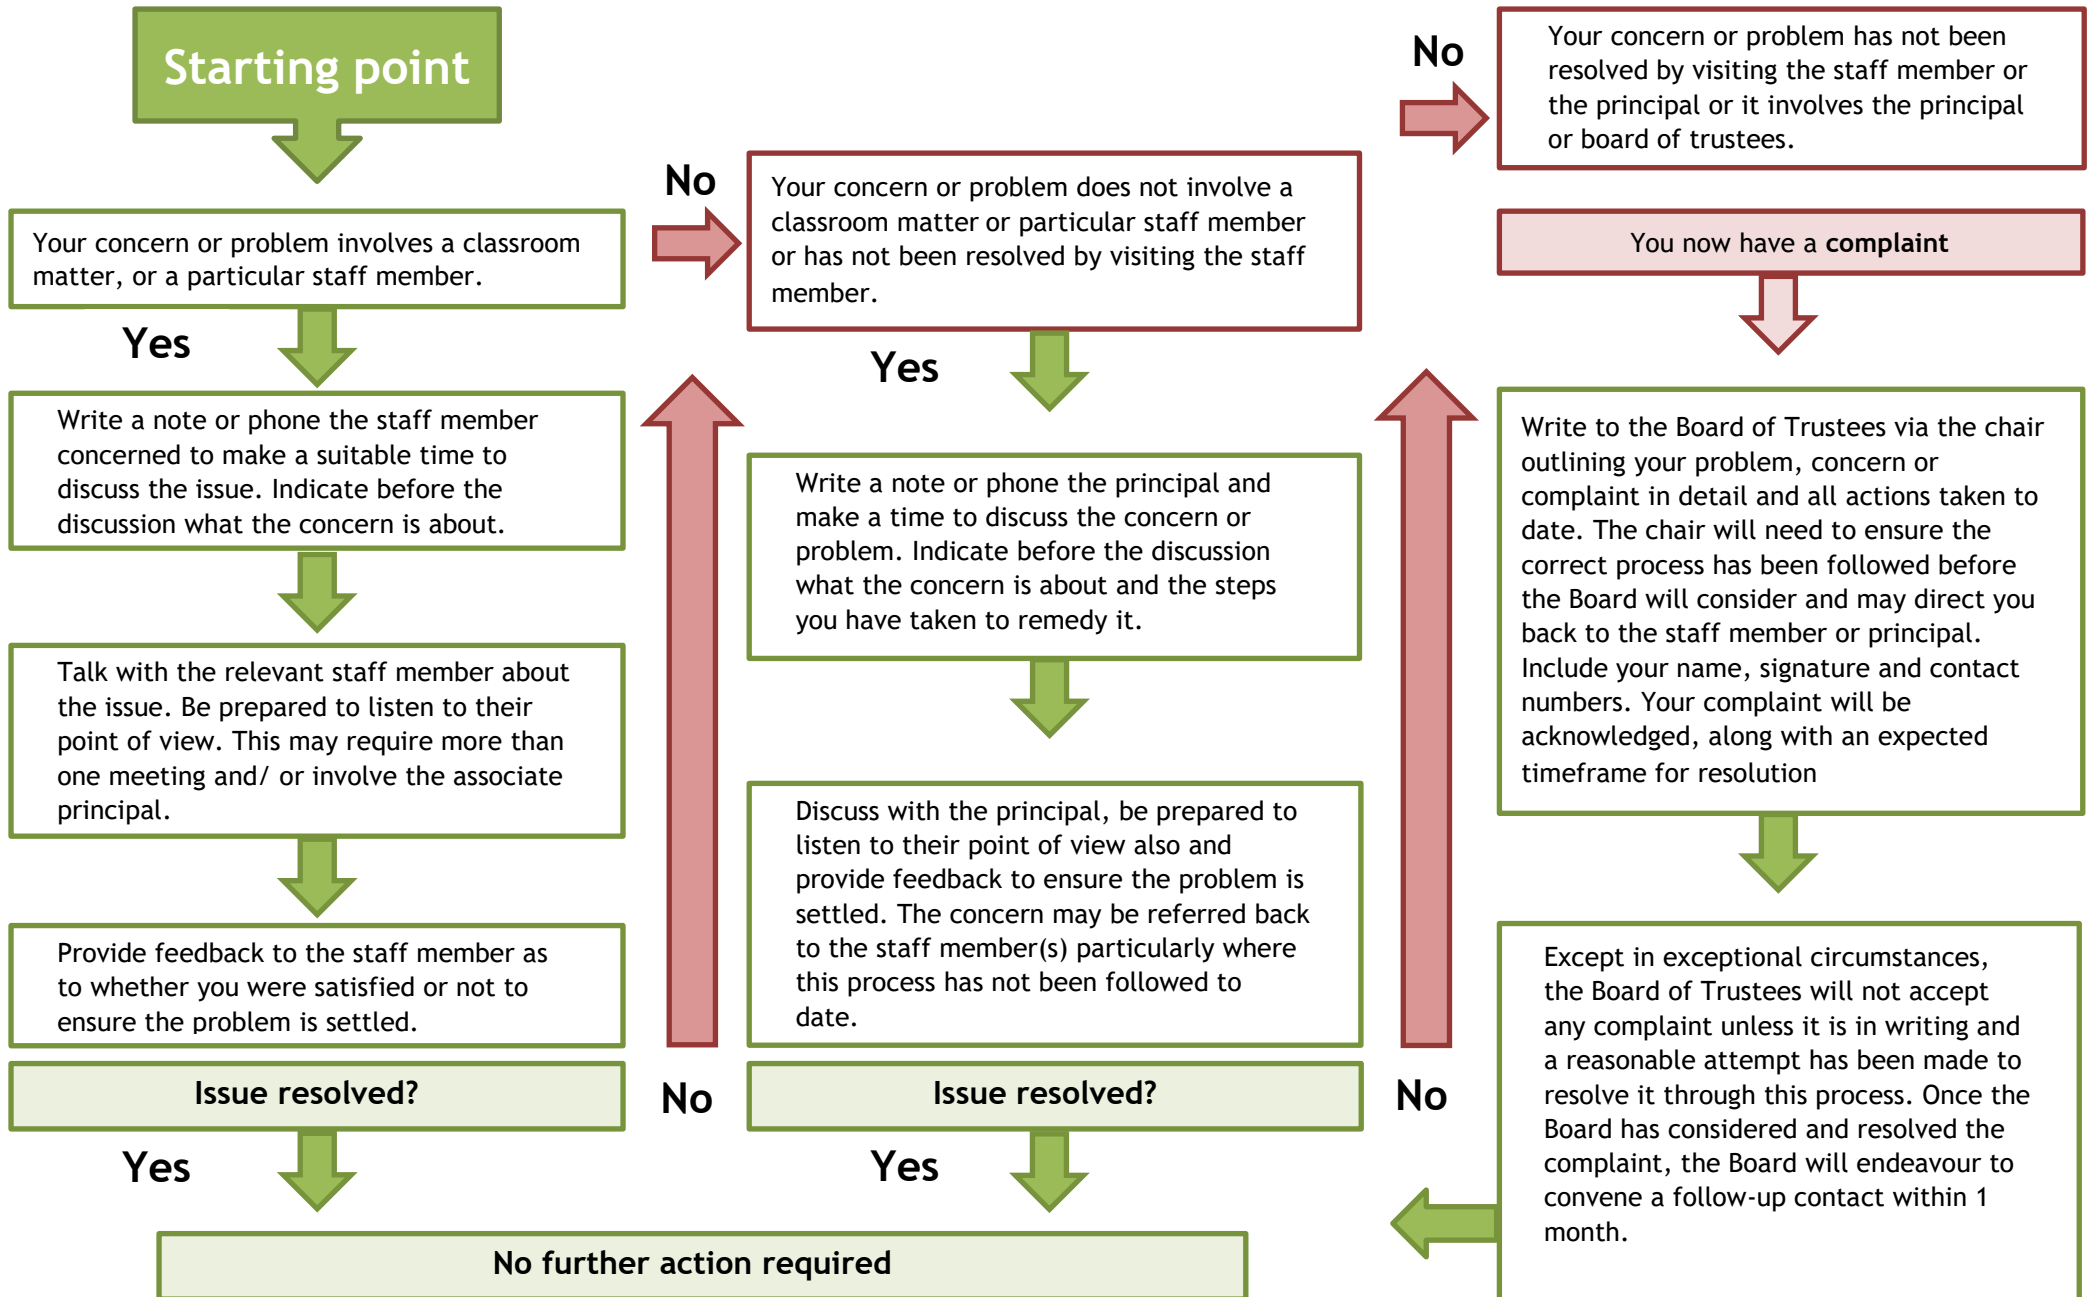 Starting point
Your concern or problem involves a classroom
matter, or a particular staff member.
Yes
Write a note or phone the staff member
concerned to make a suitable time to
discuss the issue. Indicate before the
discussion what the concern is about.
Talk with the relevant staff member about
the issue. Be prepared to listen to their
point of view. This may require more than
one meeting and/ or involve the associate
principal.
Provide feedback to the staff member as
to whether you were satisfied or not to
ensure the problem is settled.
Issue resolved?
Yes
No
Your concern or problem does not involve a
classroom matter or particular staff member
or has not been resolved by visiting the staff
member.
Yes
Write a note or phone the principal and
make a time to discuss the concern or
problem. Indicate before the discussion
what the concern is about and the steps
you have taken to remedy it.
Discuss with the principal, be prepared to
listen to their point of view also and
provide feedback to ensure the problem is
settled. The concern may be referred back
to the staff member(s) particularly where
this process has not been followed to
date.
No
Issue resolved?
Yes
No
Your concern or problem has not been
resolved by visiting the staff member or
the principal or it involves the principal
or board of trustees.
You now have a complaint
Write to the Board of Trustees via the chair
outlining your problem, concern or
complaint in detail and all actions taken to
date. The chair will need to ensure the
correct process has been followed before
the Board will consider and may direct you
back to the staff member or principal.
Include your name, signature and contact
numbers. Your complaint will be
acknowledged, along with an expected
timeframe for resolution
No
Except in exceptional circumstances,
the Board of Trustees will not accept
any complaint unless it is in writing and
a reasonable attempt has been made to
resolve it through this process. Once the
Board has considered and resolved the
complaint, the Board will endeavour to
convene a follow-up contact within 1
month.
No further action required